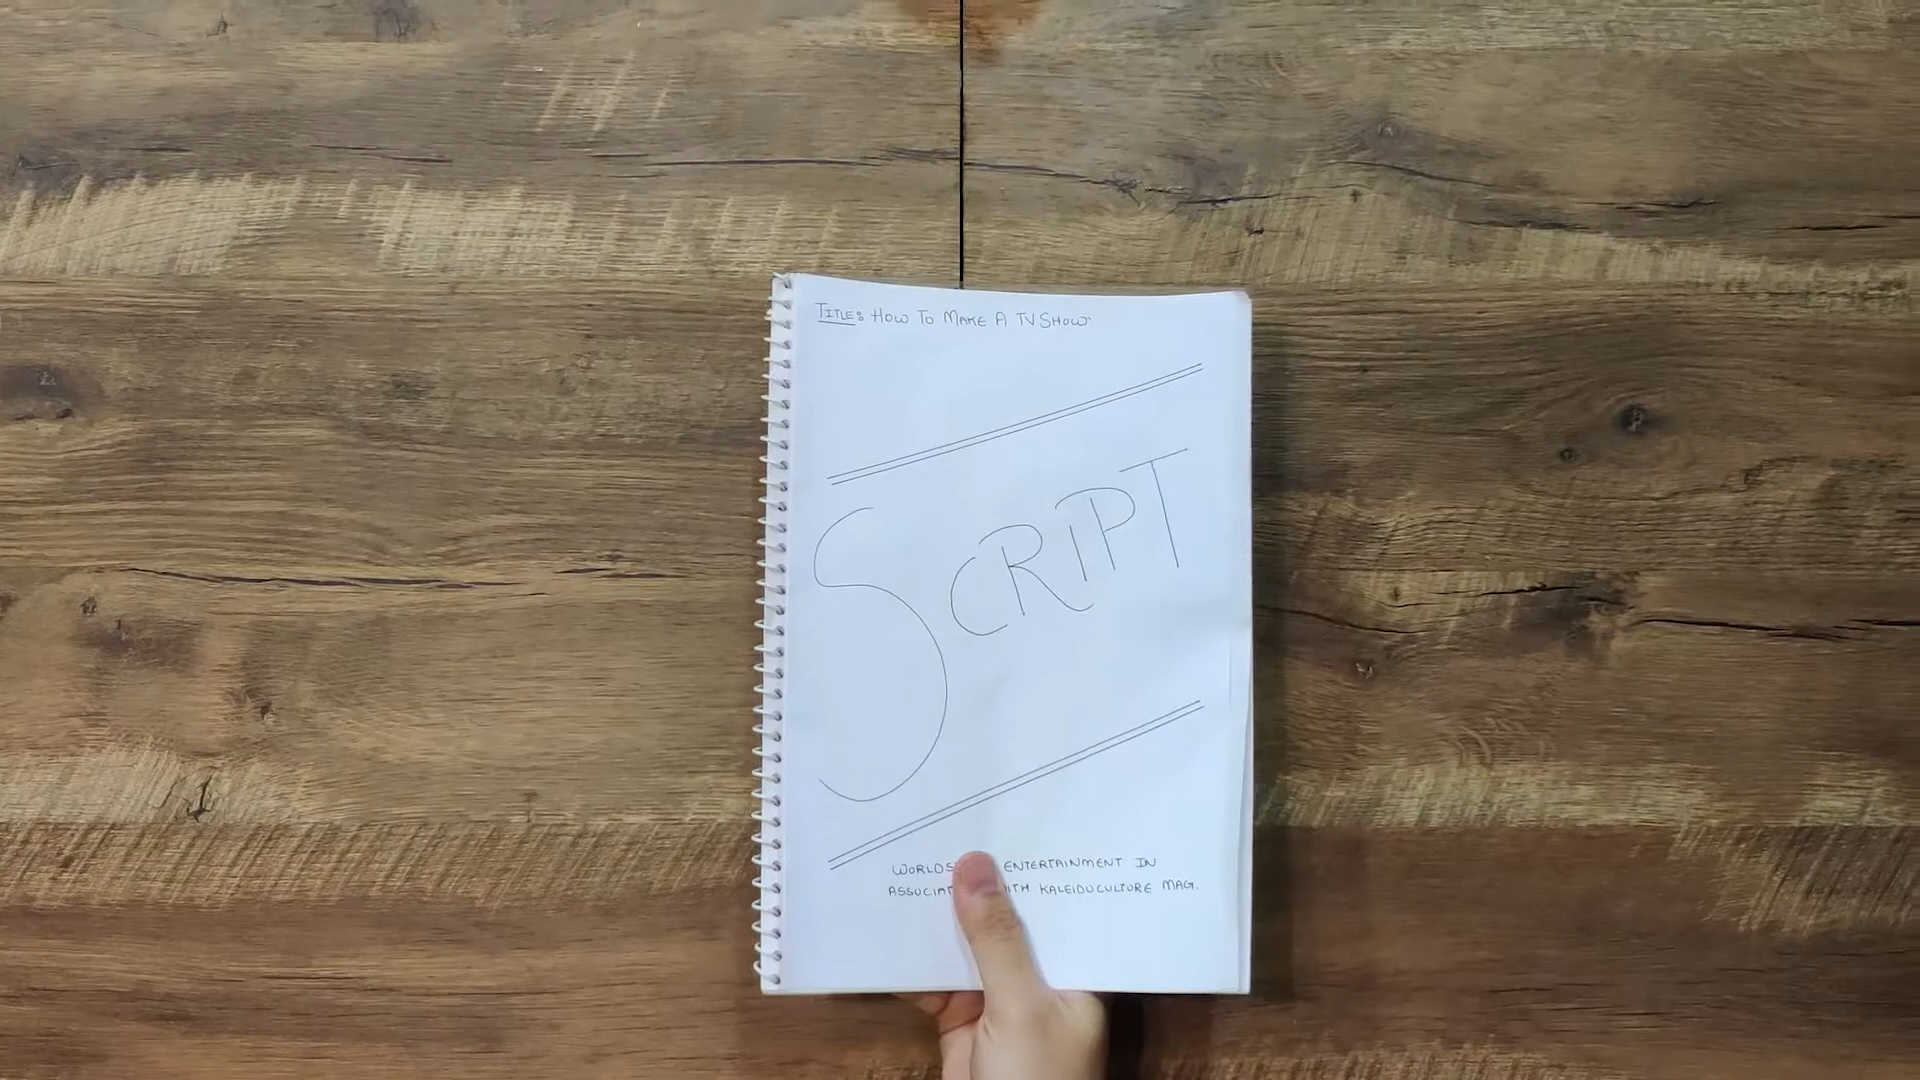 TITLE: HOW TO MAKE A TV SHOW
SCRIPT
WORLDS ENTERTAINMENT IN
KALEIDOCULTURE MAG.